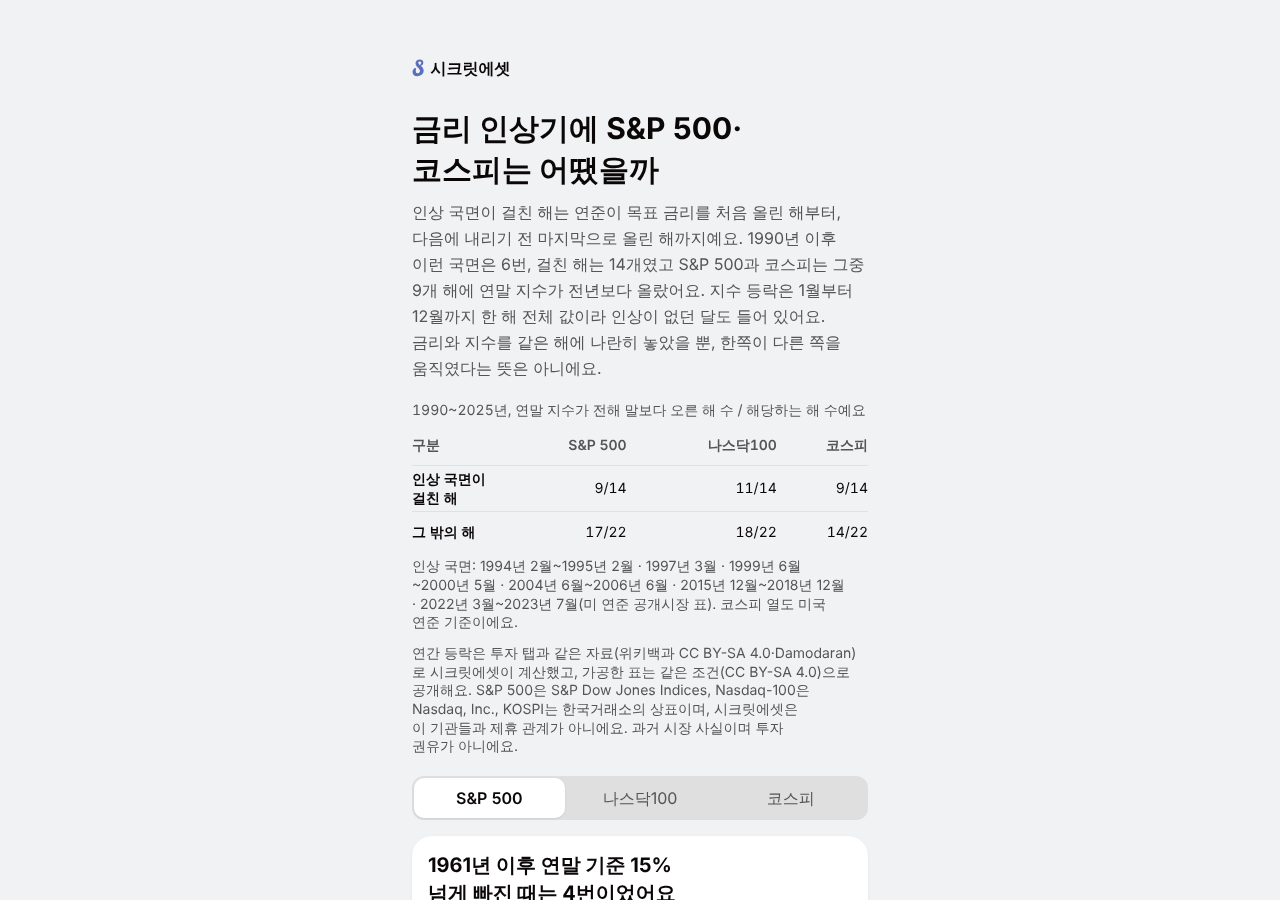 S 시크릿에셋
금리 인상기에 S&P 500·
코스피는 어땠을까
인상 국면이 걸친 해는 연준이 목표 금리를 처음 올린 해부터,
다음에 내리기 전 마지막으로 올린 해까지예요. 1990년 이후
이런 국면은 6번, 걸친 해는 14개였고 S&P 500과 코스피는 그중
9개 해에 연말 지수가 전년보다 올랐어요. 지수 등락은 1월부터
12월까지 한 해 전체 값이라 인상이 없던 달도 들어 있어요.
금리와 지수를 같은 해에 나란히 놓았을 뿐, 한쪽이 다른 쪽을
움직였다는 뜻은 아니에요.
1990~2025년, 연말 지수가 전해 말보다 오른 해 수 / 해당하는 해 수예요
구분 S&P 500 나스닥100 코스피
인상 국면이
걸친 해 9/14 11/14 9/14
그 밖의 해 17/22 18/22 14/22
인상 국면: 1994년 2월~1995년 2월 · 1997년 3월 · 1999년 6월
~2000년 5월 · 2004년 6월~2006년 6월 · 2015년 12월~2018년 12월
· 2022년 3월~2023년 7월(미 연준 공개시장 표). 코스피 열도 미국
연준 기준이에요.
연간 등락은 투자 탭과 같은 자료(위키백과 CC BY-SA 4.0·Damodaran)
로 시크릿에셋이 계산했고, 가공한 표는 같은 조건(CC BY-SA 4.0)으로
공개해요. S&P 500은 S&P Dow Jones Indices, Nasdaq-100은
Nasdaq, Inc., KOSPI는 한국거래소의 상표이며, 시크릿에셋은
이 기관들과 제휴 관계가 아니에요. 과거 시장 사실이며 투자
권유가 아니에요.
S&P 500 나스닥100 코스피
1961년 이후 연말 기준 15%
넘게 빠진 때는 4번이었어요